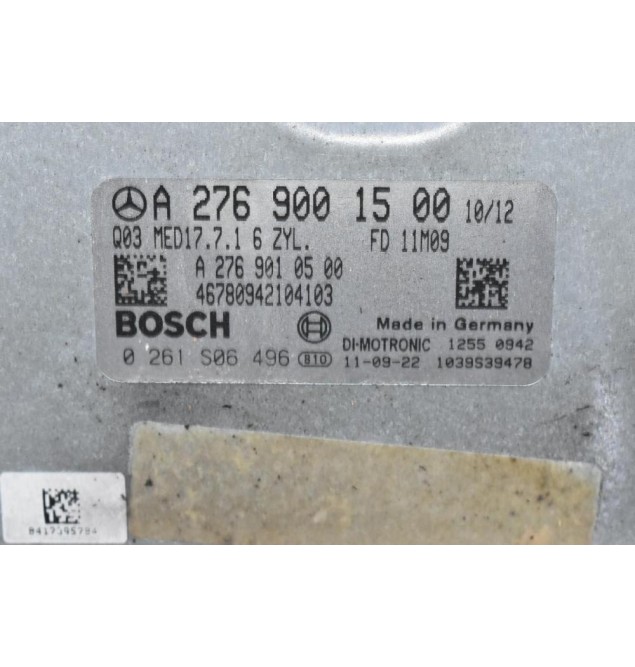 A 276 900 15 00 10/12
Q03 MED17.7.1 6 ZYL. FD 11M09
A 276 901 05 00
46780942104103
BOSCH
Made in Germany
DI-MOTRONIC 1255 0942
0 261 S06 496 810 11-09-22 1039S39478